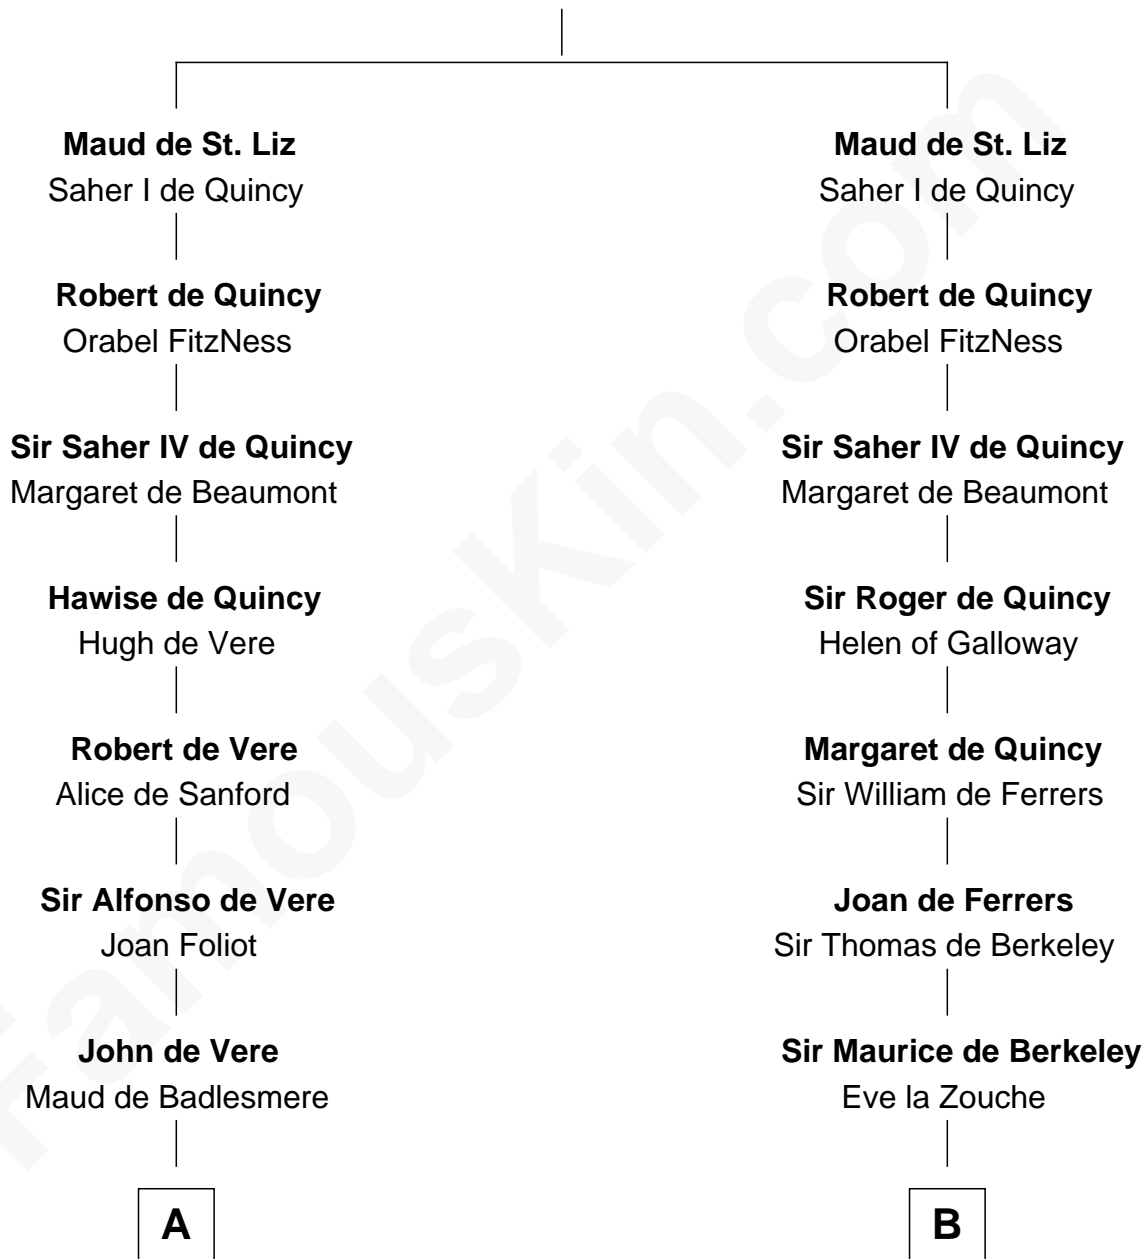 Maud de St. Liz
Saher I de Quincy
Robert de Quincy
Orabel FitzNess
Sir Saher IV de Quincy
Margaret de Beaumont
Hawise de Quincy
Hugh de Vere
Robert de Vere
Alice de Sanford
Sir Alfonso de Vere
Joan Foliot
John de Vere
Maud de Badlesmere
A
Maud de St. Liz
Saher I de Quincy
Robert de Quincy
Orabel FitzNess
Sir Saher IV de Quincy
Margaret de Beaumont
Sir Roger de Quincy
Helen of Galloway
Margaret de Quincy
Sir William de Ferrers
Joan de Ferrers
Sir Thomas de Berkeley
Sir Maurice de Berkeley
Eve la Zouche
B
FamousKin.com